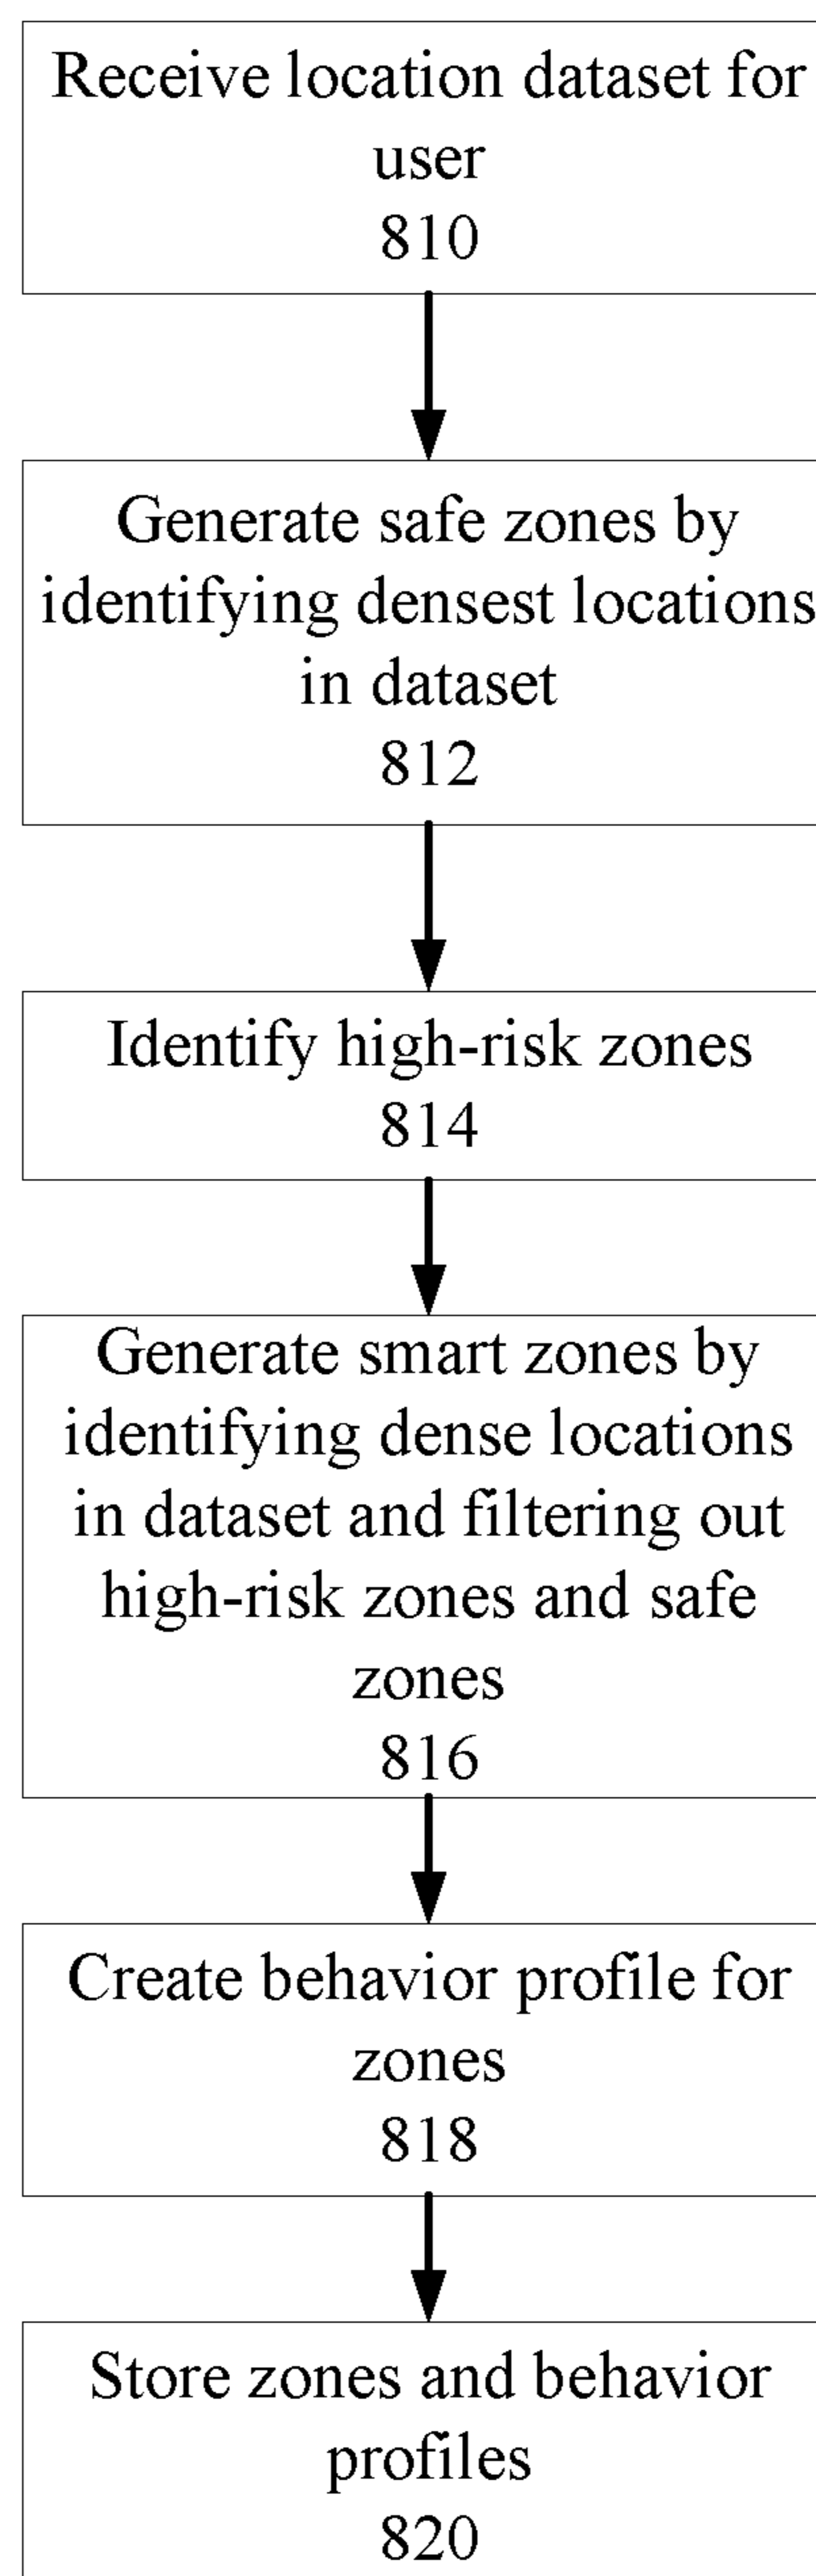 Receive location dataset for
user
810
Generate safe zones by
identifying densest locations
in dataset
812
Identify high-risk zones
814
Generate smart zones by
identifying dense locations
in dataset and filtering out
high-risk zones and safe
zones
816
Create behavior profile for
zones
818
Store zones and behavior
profiles
820